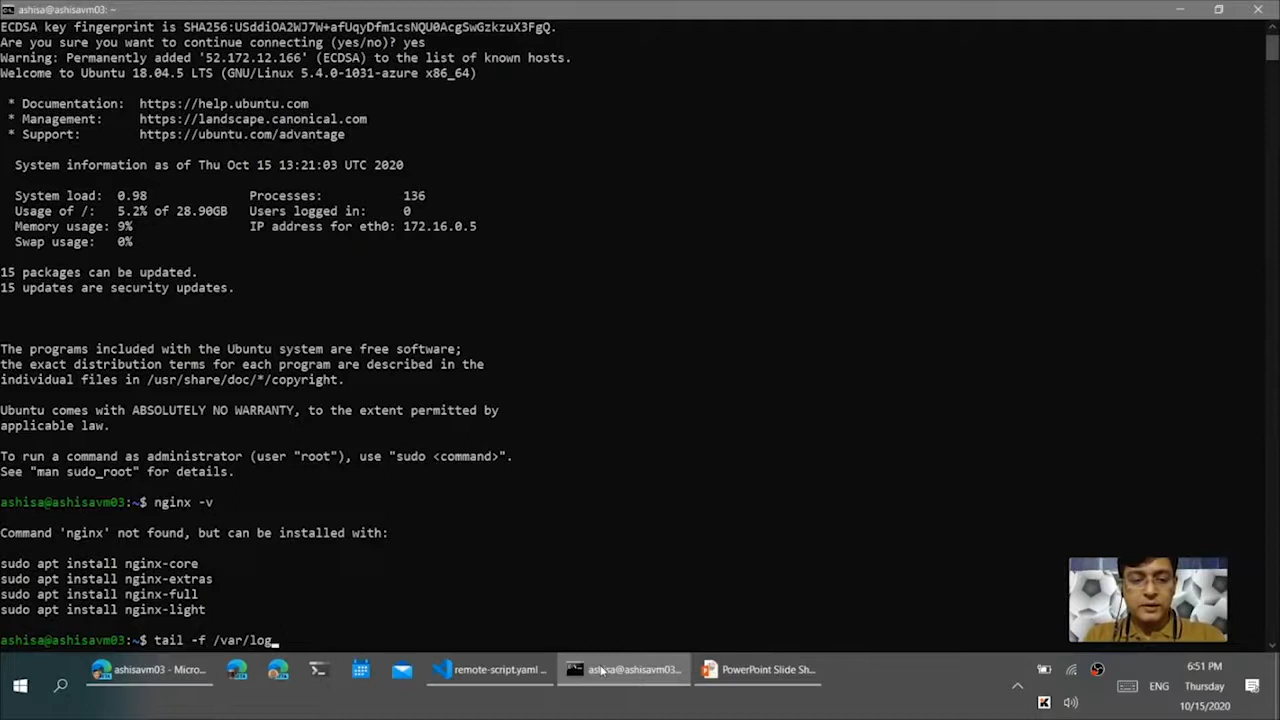 ashisa@ashisavm03: ~
ECDSA key fingerprint is SHA256:USddiOA2WJ7W+afUqyDfm1csNQU0AcgSwGzkzuX3FgQ.
Are you sure you want to continue connecting (yes/no)? yes
Warning: Permanently added '52.172.12.166' (ECDSA) to the list of known hosts.
Welcome to Ubuntu 18.04.5 LTS (GNU/Linux 5.4.0-1031-azure x86_64)
* Documentation: https://help.ubuntu.com
* Management: https://landscape.canonical.com
* Support: https://ubuntu.com/advantage
System information as of Thu Oct 15 13:21:03 UTC 2020
System load: 0.98 Processes: 136
Usage of /: 5.2% of 28.90GB Users logged in: 0
Memory usage: 9% IP address for eth0: 172.16.0.5
Swap usage: 0%
15 packages can be updated.
15 updates are security updates.
The programs included with the Ubuntu system are free software;
the exact distribution terms for each program are described in the
individual files in /usr/share/doc/*/copyright.
Ubuntu comes with ABSOLUTELY NO WARRANTY, to the extent permitted by
applicable law.
To run a command as administrator (user "root"), use "sudo <command>".
See "man sudo_root" for details.
ashisa@ashisavm03:~$ nginx -v
Command 'nginx' not found, but can be installed with:
sudo apt install nginx-core
sudo apt install nginx-extras
sudo apt install nginx-full
sudo apt install nginx-light
ashisa@ashisavm03:~$ tail -f /var/log
ashisavm03 - Micro...
remote-script.yaml ...
ashisa@ashisavm03:...
PowerPoint Slide Sh...
6:51 PM
ENG
Thursday
10/15/2020